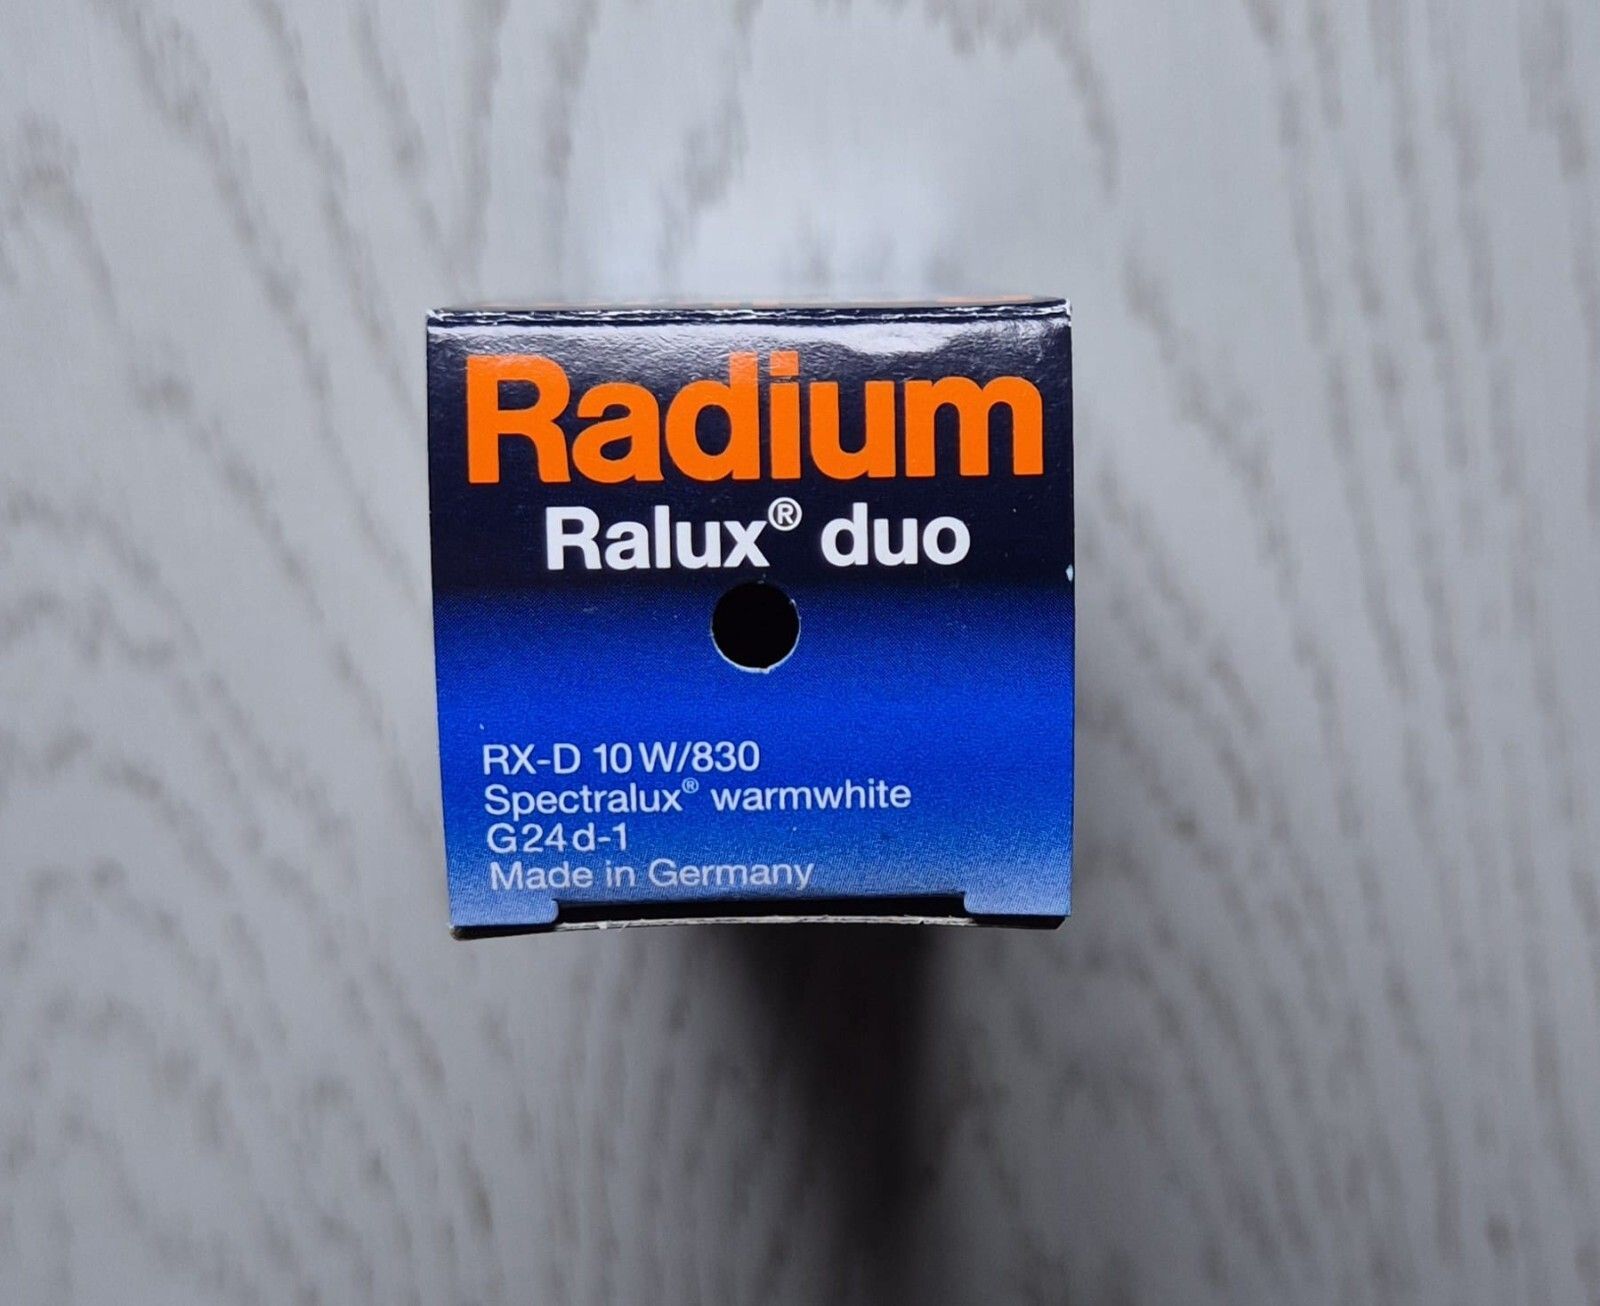 Radium
Ralux® duo
RX-D 10 W/830
Spectralux® warmwhite
G24d-1
Made in Germany